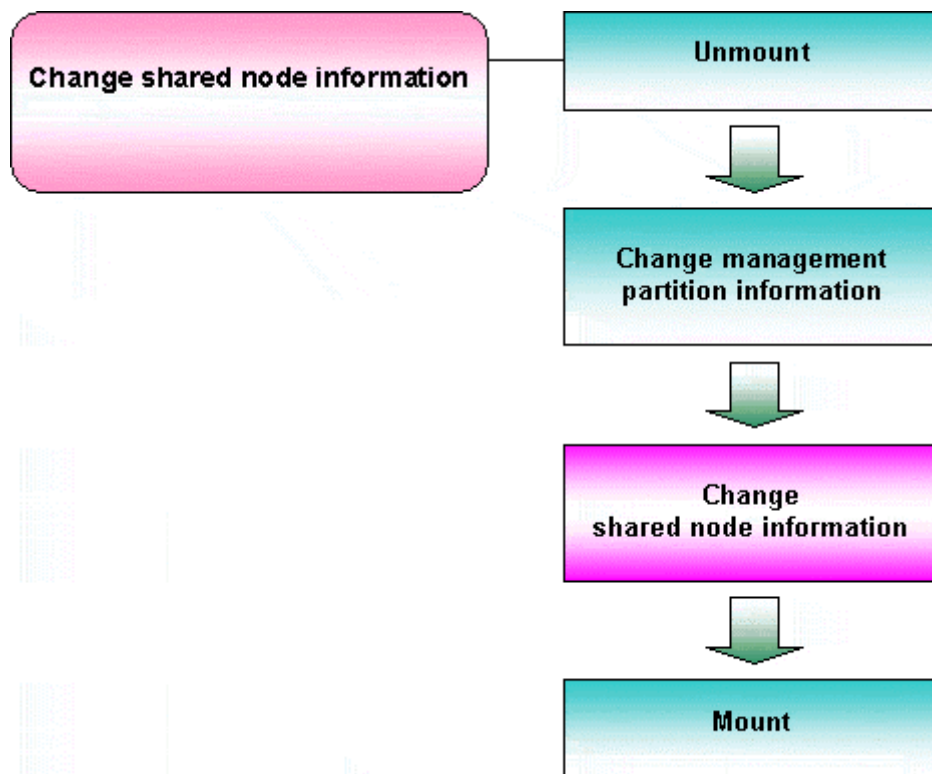 Change shared node information
Unmount
Change management
partition information
Change
shared node information
Mount